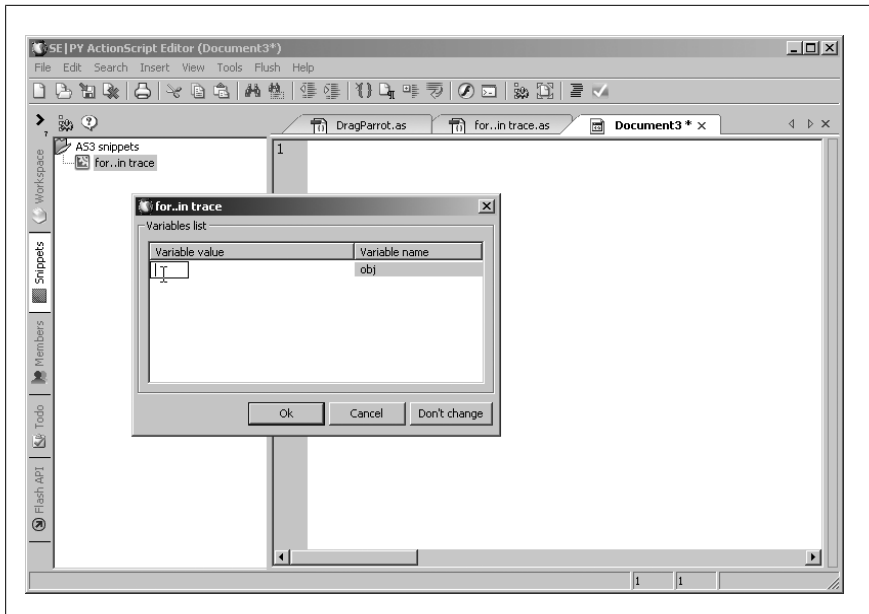 SE|PY ActionScript Editor (Document3*)
File Edit Search Insert View Tools Flush Help
DragParrot.as for..in trace.as Document3 * ×
AS3 snippets
for..in trace
1
Workspace
Snippets
Members
Todo
Flash API
for..in trace
Variables list
Variable value Variable name
obj
Ok Cancel Don't change
1 1